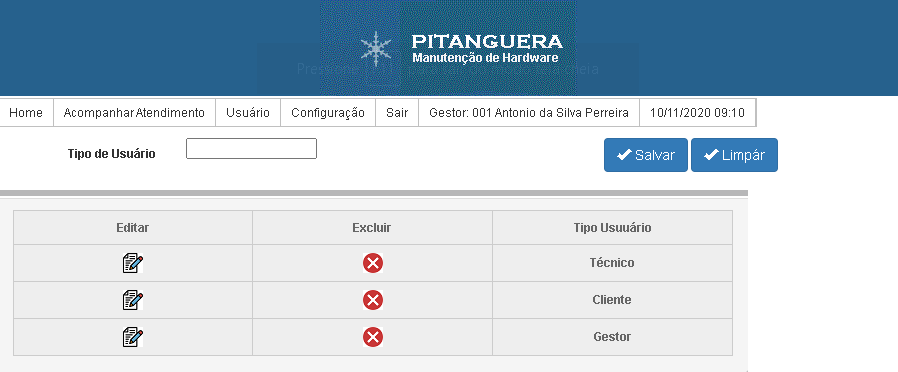 PITANGUERA
Manutenção de Hardware
Home Acompanhar Atendimento Usuário Configuração Sair Gestor: 001 Antonio da Silva Perreira 10/11/2020 09:10
Tipo de Usuário Salvar Limpár
Editar Excluir Tipo Usuuário
Técnico
Cliente
Gestor